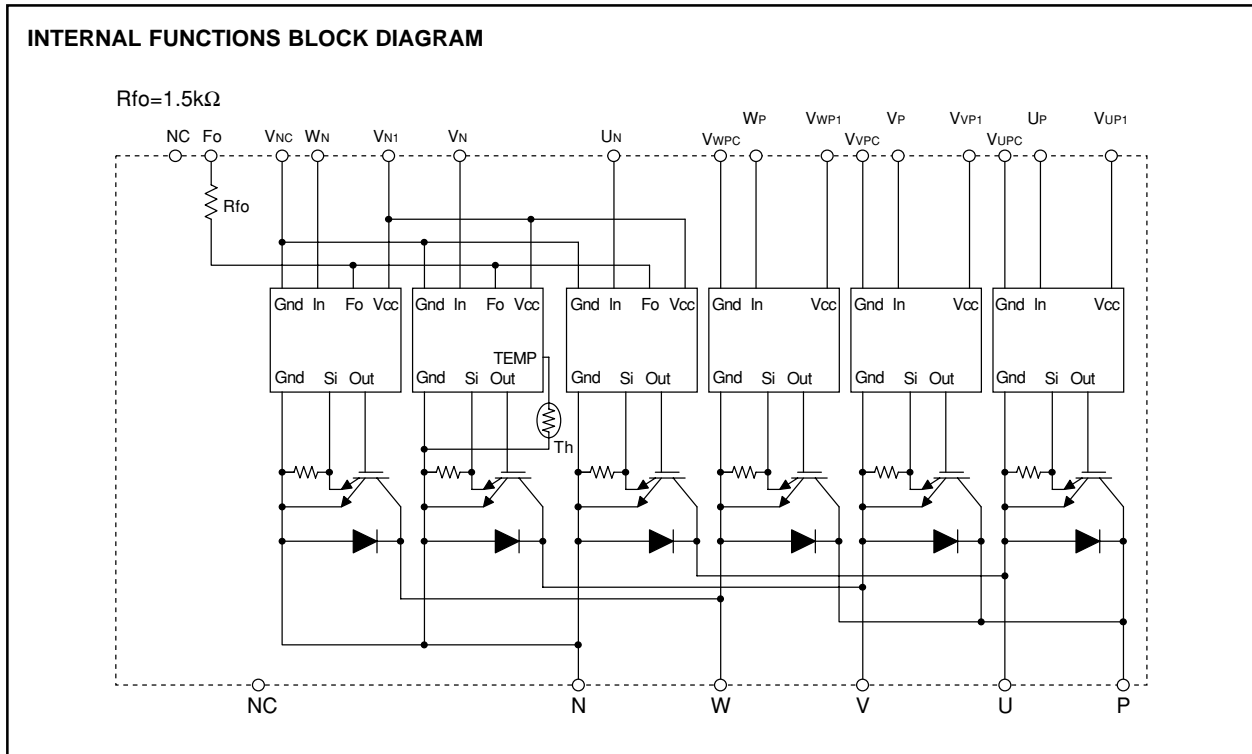 INTERNAL FUNCTIONS BLOCK DIAGRAM
Rfo=1.5kΩ
NC Fo VNC WN VN1 VN UN VWPC WP VWP1 VVPC VP VVP1 VUPC UP VUP1
Rfo
Gnd In Fo Vcc Gnd In Fo Vcc Gnd In Fo Vcc Gnd In Vcc Gnd In Vcc Gnd In Vcc
TEMP
Gnd Si Out Gnd Si Out Gnd Si Out Gnd Si Out Gnd Si Out Gnd Si Out
Th
NC N W V U P